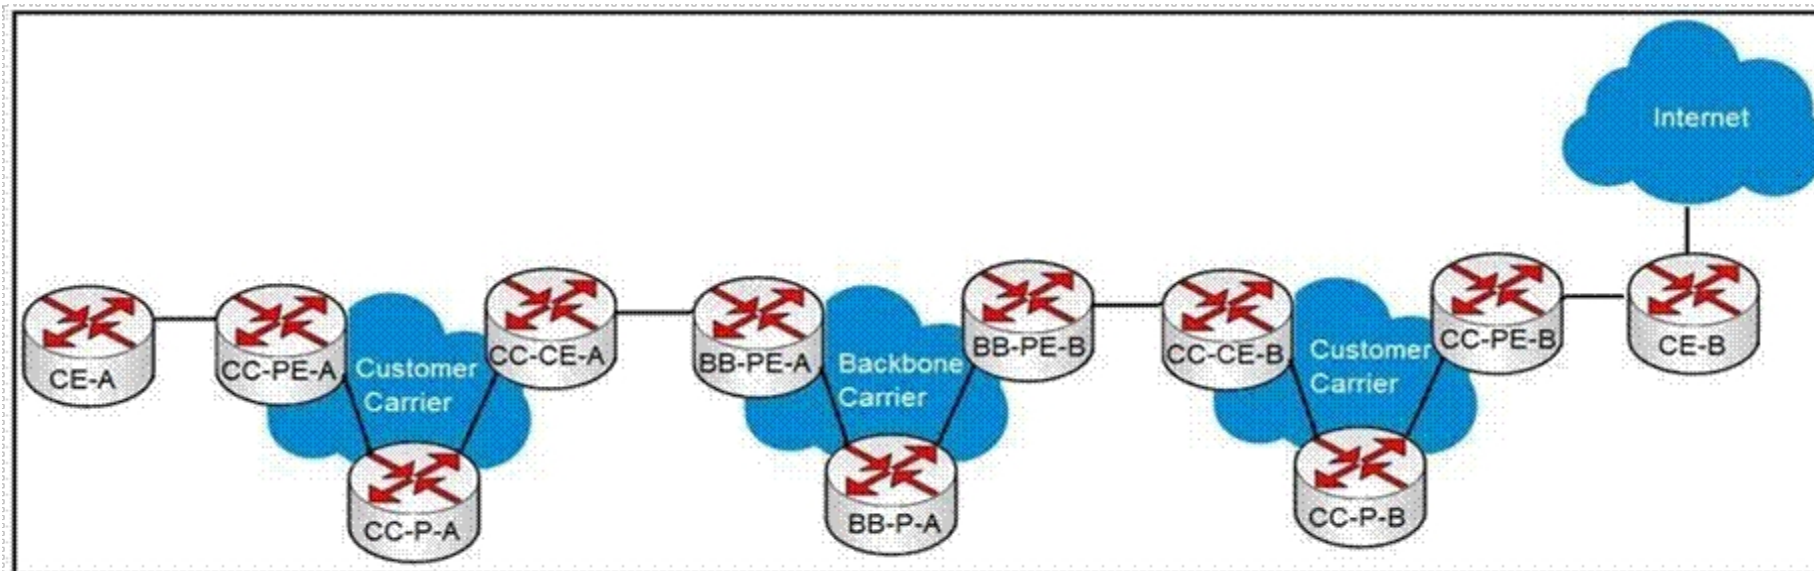 Internet
CE-A
CC-PE-A
Customer
Carrier
CC-CE-A
BB-PE-A
Backbone
Carrier
BB-PE-B
CC-CE-B
Customer
Carrier
CC-PE-B
CE-B
CC-P-A
BB-P-A
CC-P-B